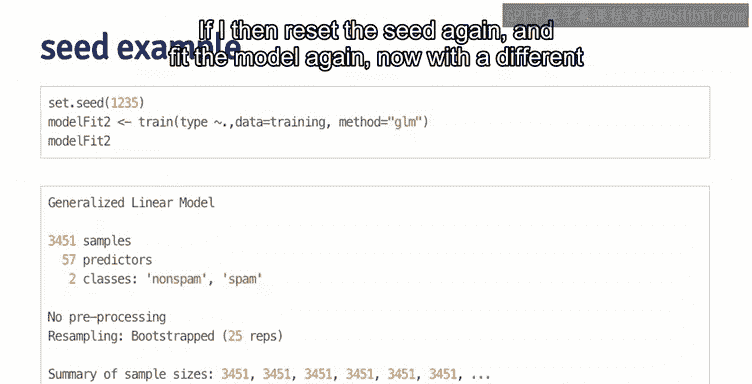 If I then reset the seed again, and
fit the model again, now with a different
seed example
set.seed(1235)
modelFit2 <- train(type ~.,data=training, method="glm")
modelFit2
Generalized Linear Model
3451 samples
57 predictors
2 classes: 'nonspam', 'spam'
No pre-processing
Resampling: Bootstrapped (25 reps)
Summary of sample sizes: 3451, 3451, 3451, 3451, 3451, 3451, ...